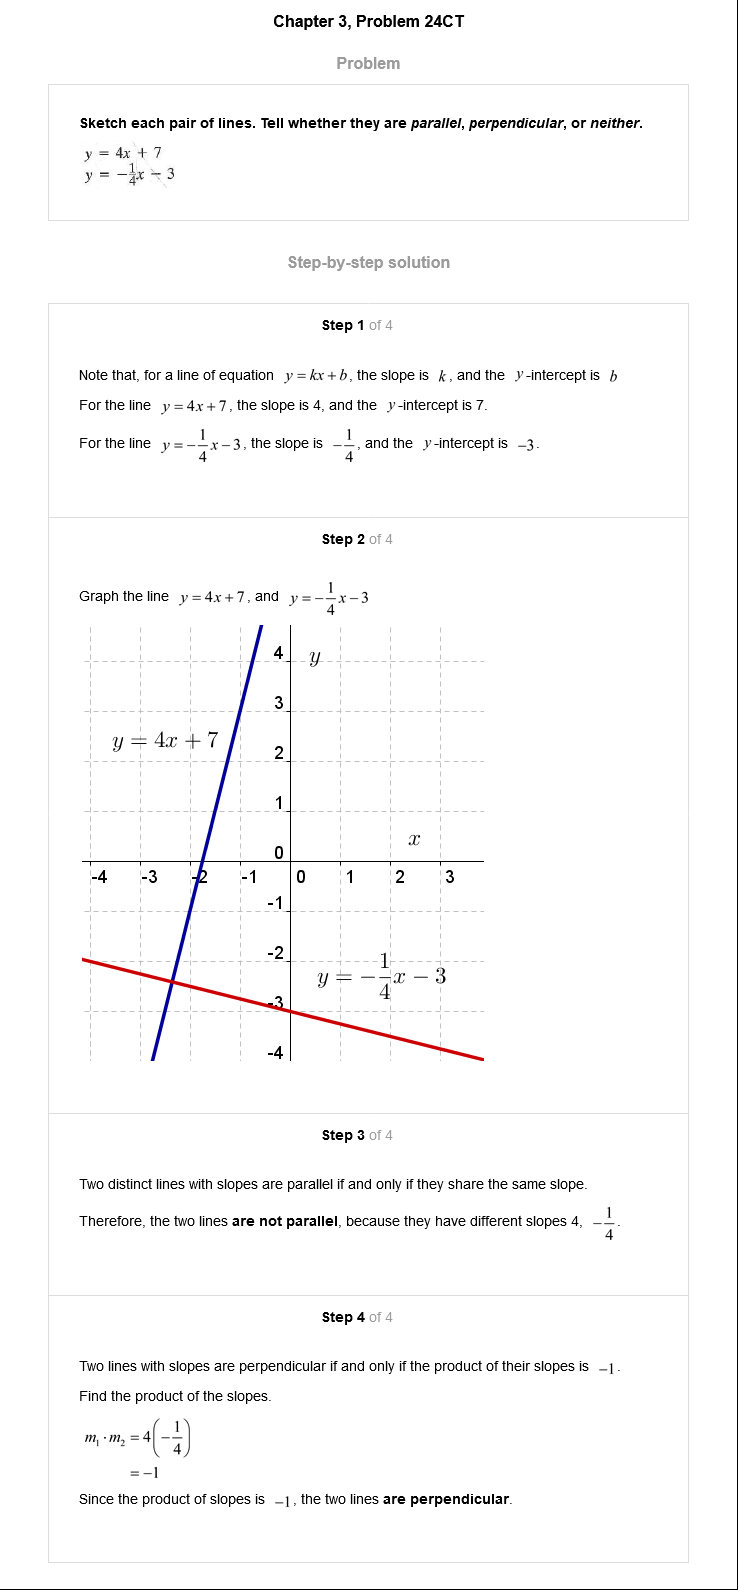 Chapter 3, Problem 24CT
Problem
Sketch each pair of lines. Tell whether they are parallel, perpendicular, or neither.
y = 4x + 7
y = −1/4x − 3
Step-by-step solution
Step 1 of 4
Note that, for a line of equation y = kx + b, the slope is k, and the y-intercept is b
For the line y = 4x + 7, the slope is 4, and the y-intercept is 7.
For the line y = −1/4 x − 3, the slope is −1/4, and the y-intercept is −3.
Step 2 of 4
Graph the line y = 4x + 7, and y = −1/4 x − 3
4 y
3
y = 4x + 7
2
1
x
0
-4 -3 -2 -1 0 1 2 3
-1
-2
y = −1/4 x − 3
-3
-4
Step 3 of 4
Two distinct lines with slopes are parallel if and only if they share the same slope.
Therefore, the two lines are not parallel, because they have different slopes 4, −1/4.
Step 4 of 4
Two lines with slopes are perpendicular if and only if the product of their slopes is −1.
Find the product of the slopes.
m₁ · m₂ = 4(−1/4)
= −1
Since the product of slopes is −1, the two lines are perpendicular.